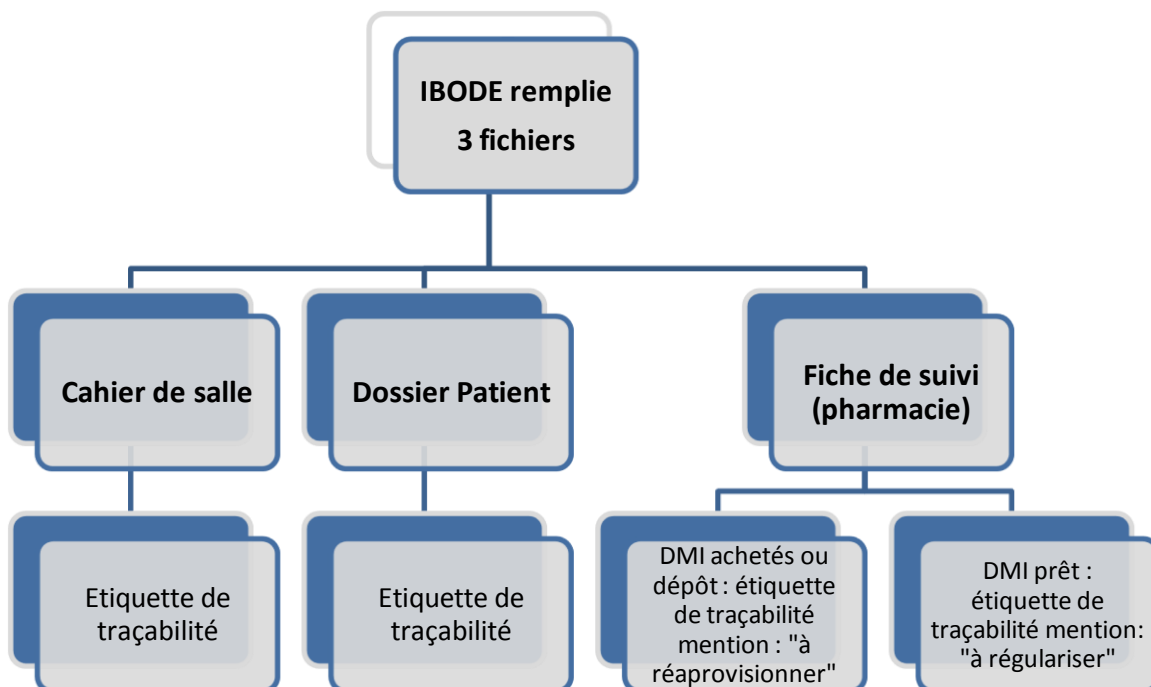 IBODE remplie
3 fichiers
Cahier de salle
Dossier Patient
Fiche de suivi
(pharmacie)
Etiquette de
traçabilité
Etiquette de
traçabilité
DMI achetés ou
dépôt : étiquette
de traçabilité
mention : "à
réaprovisionner"
DMI prêt :
étiquette de
traçabilité mention:
"à régulariser"